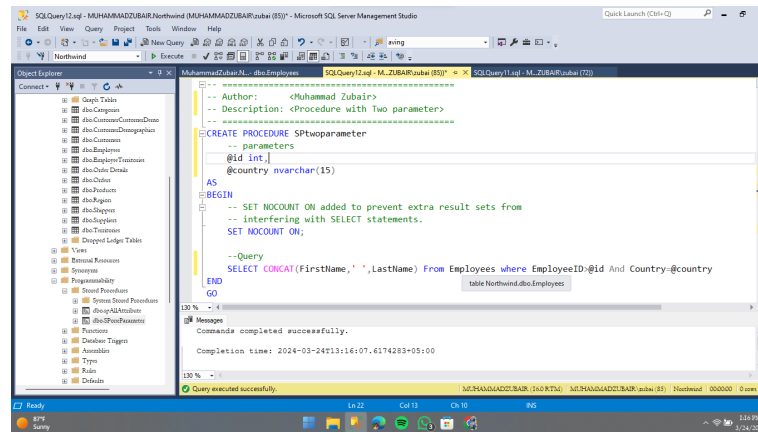 SQLQuery12.sql - MUHAMMADZUBAIR.Northwind (MUHAMMADZUBAIR\zubai (85))* - Microsoft SQL Server Management Studio
Quick Launch (Ctrl+Q)
File Edit View Query Project Tools Window Help
New Query
aving
Northwind
Execute
Object Explorer
MuhammadZubair.N...- dbo.Employees
SQLQuery12.sql - M...ZUBAIR\zubai (85))*
SQLQuery11.sql - M...ZUBAIR\zubai (72))
Connect
Graph Tables
dbo.Categories
dbo.CustomerCustomerDemo
dbo.CustomerDemographics
dbo.Customers
dbo.Employees
dbo.EmployeeTerritories
dbo.Order Details
dbo.Orders
dbo.Products
dbo.Region
dbo.Shippers
dbo.Suppliers
dbo.Territories
Dropped Ledger Tables
Views
External Resources
Synonyms
Programmability
Stored Procedures
System Stored Procedures
dbo.spAllAttribute
dbo.SPoneParameter
Functions
Database Triggers
Assemblies
Types
Rules
Defaults
-- =============================================
-- Author: <Muhammad Zubair>
-- Description: <Procedure with Two parameter>
-- =============================================
CREATE PROCEDURE SPtwoparameter
-- parameters
@id int,
@country nvarchar(15)
AS
BEGIN
-- SET NOCOUNT ON added to prevent extra result sets from
-- interfering with SELECT statements.
SET NOCOUNT ON;
--Query
SELECT CONCAT(FirstName,' ',LastName) From Employees where EmployeeID>@id And Country=@country
END
table Northwind.dbo.Employees
GO
130 %
Messages
Commands completed successfully.
Completion time: 2024-03-24T13:16:07.6174283+05:00
130 %
Query executed successfully.
MUHAMMADZUBAIR (16.0 RTM)
MUHAMMADZUBAIR\zubai (85)
Northwind
00:00:00
0 rows
Ready
Ln 22
Col 13
Ch 10
INS
87°F
Sunny
1:16 P
3/24/20